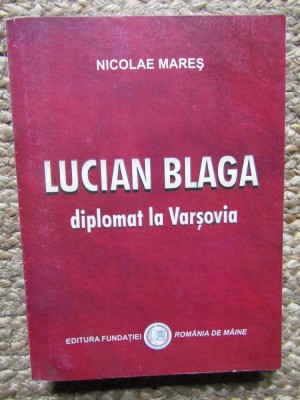 NICOLAE MAREŞ
LUCIAN BLAGA
diplomat la Varşovia
EDITURA FUNDAŢIEI ROMÂNIA DE MÂINE